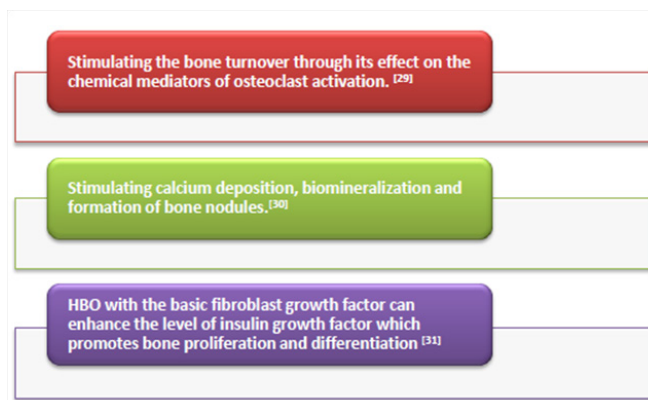 Stimulating the bone turnover through its effect on the
chemical mediators of osteoclast activation. [29]
Stimulating calcium deposition, biomineralization and
formation of bone nodules.[30]
HBO with the basic fibroblast growth factor can
enhance the level of insulin growth factor which
promotes bone proliferation and differentiation [31]